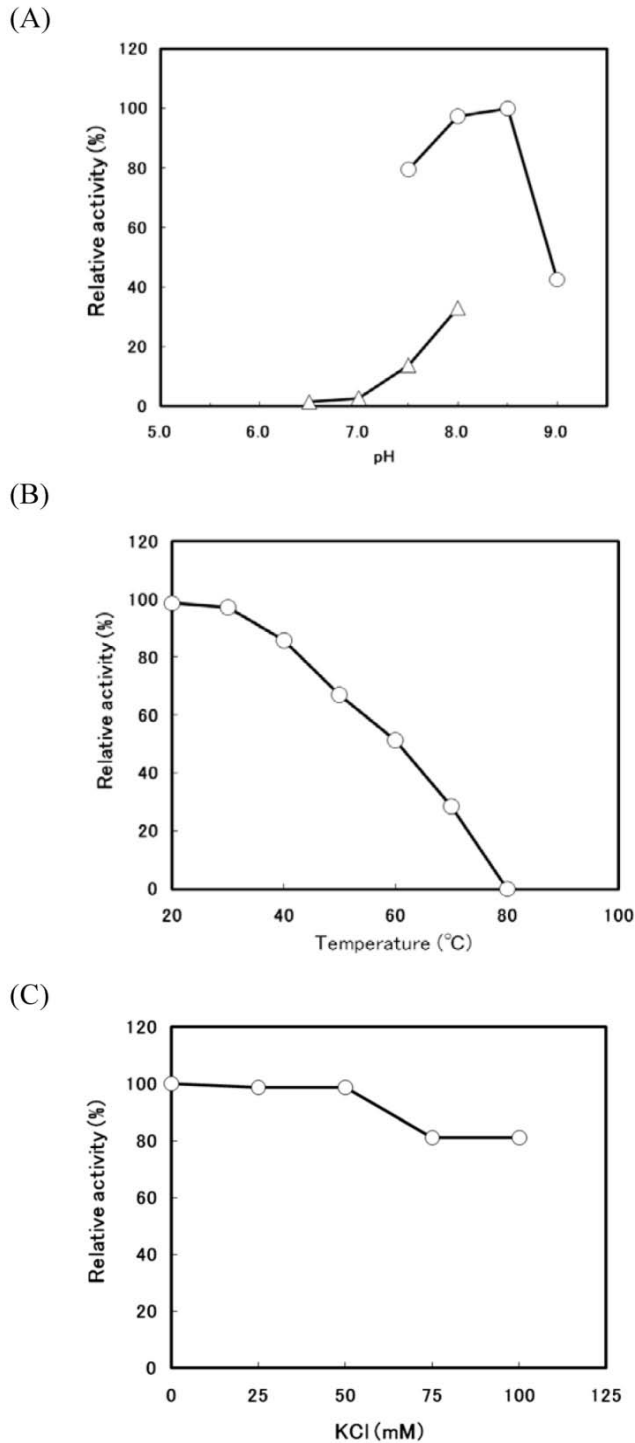 (A)
120
100
80
60
40
20
0
Relative activity (%)
5.0 6.0 7.0 8.0 9.0
pH
(B)
120
100
80
60
40
20
0
Relative activity (%)
20 40 60 80 100
Temperature (℃)
(C)
120
100
80
60
40
20
0
Relative activity (%)
0 25 50 75 100 125
KCl (mM)